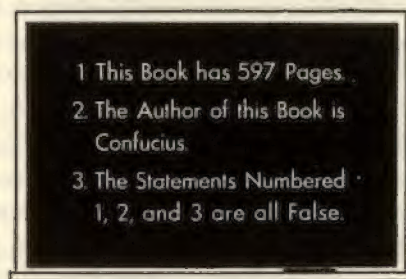 1 This Book has 597 Pages.
2. The Author of this Book is
Confucius.
3. The Statements Numbered
1, 2, and 3 are all False.